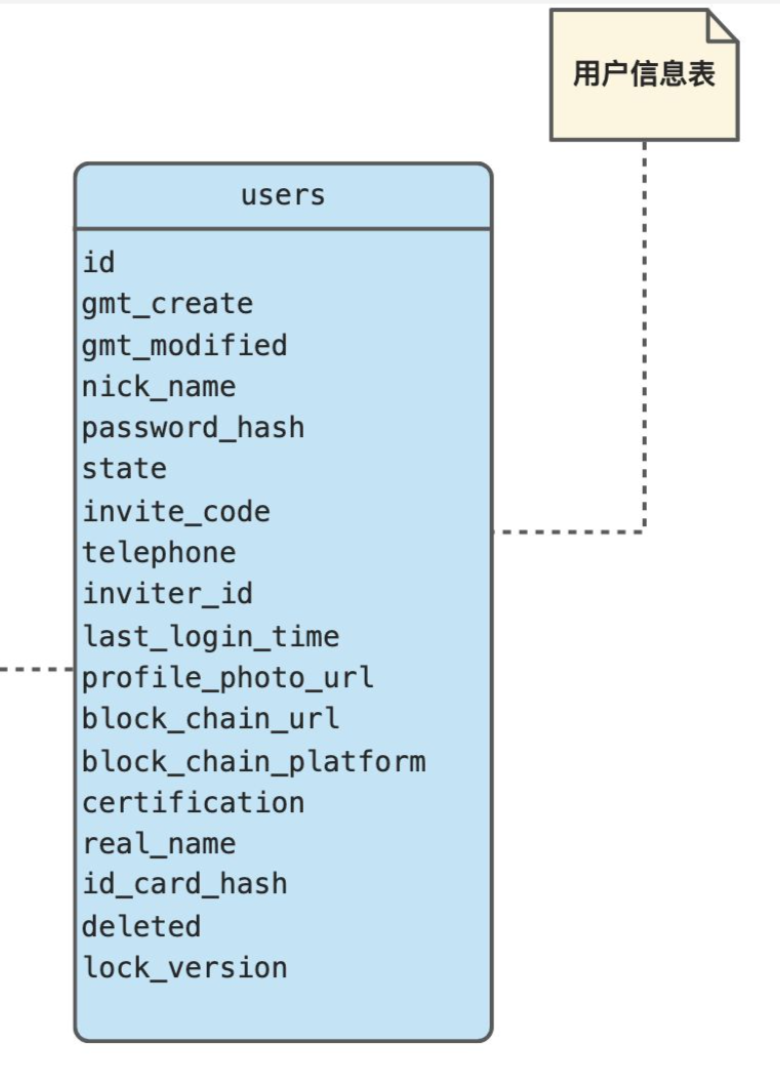 用户信息表
users
id
gmt_create
gmt_modified
nick_name
password_hash
state
invite_code
telephone
inviter_id
last_login_time
profile_photo_url
block_chain_url
block_chain_platform
certification
real_name
id_card_hash
deleted
lock_version